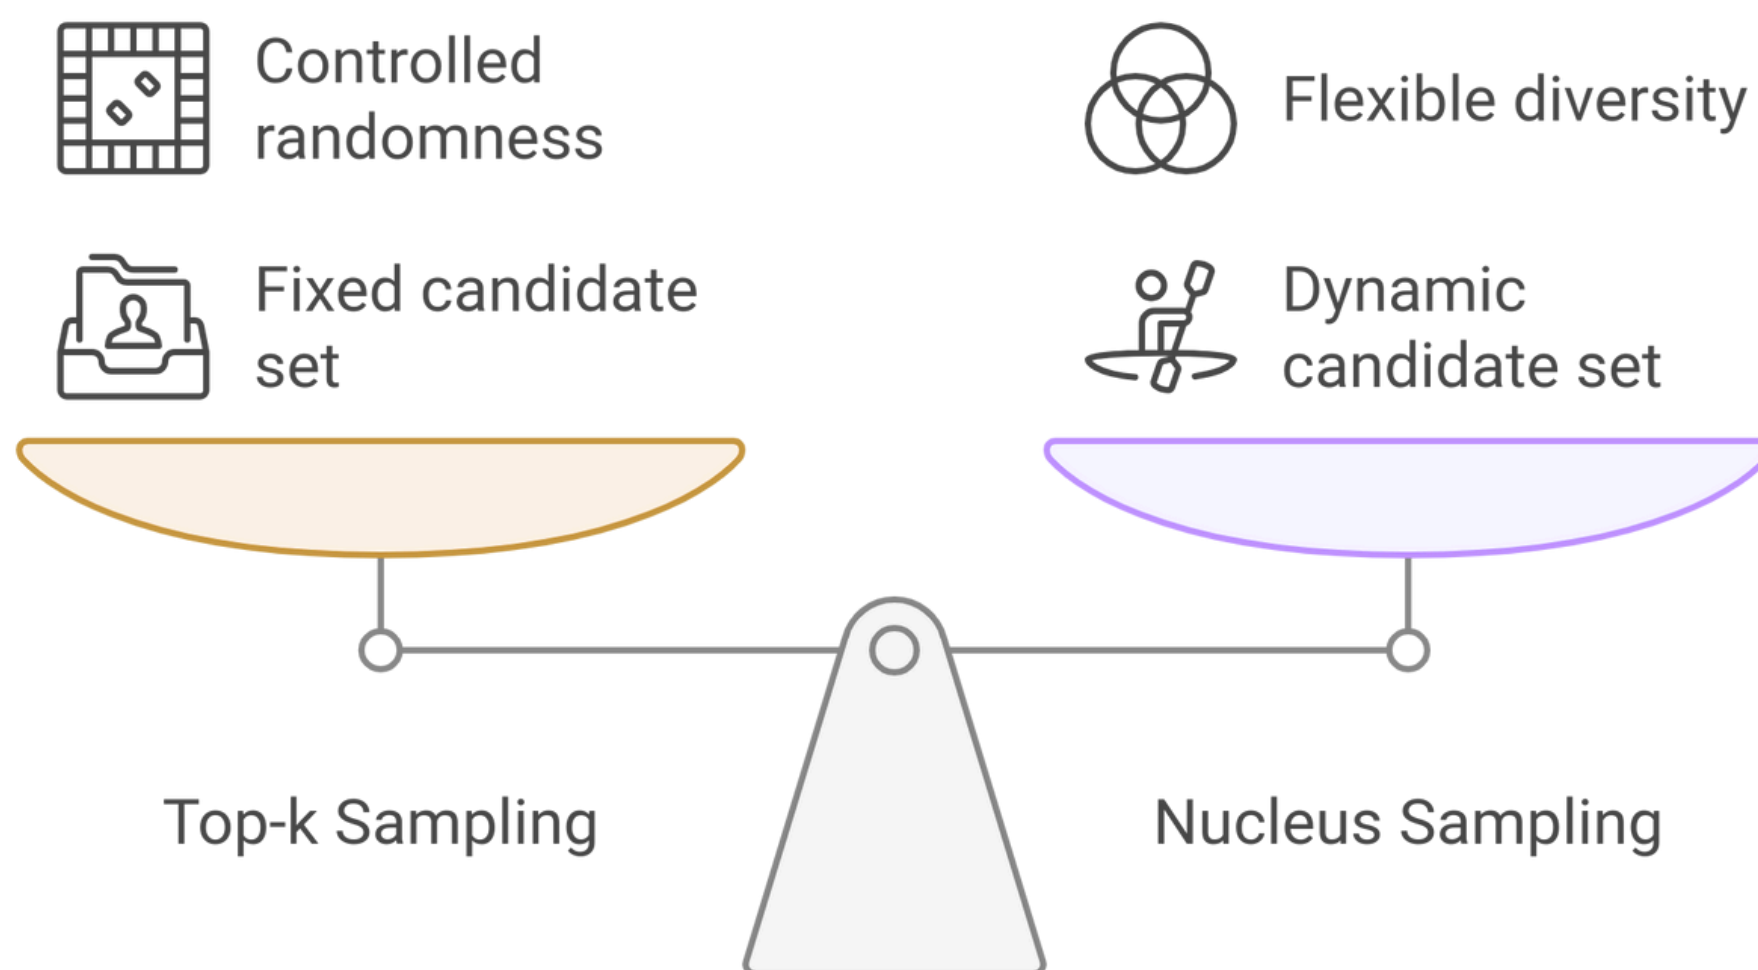 Controlled
randomness
Fixed candidate
set
Flexible diversity
Dynamic
candidate set
Top-k Sampling
Nucleus Sampling